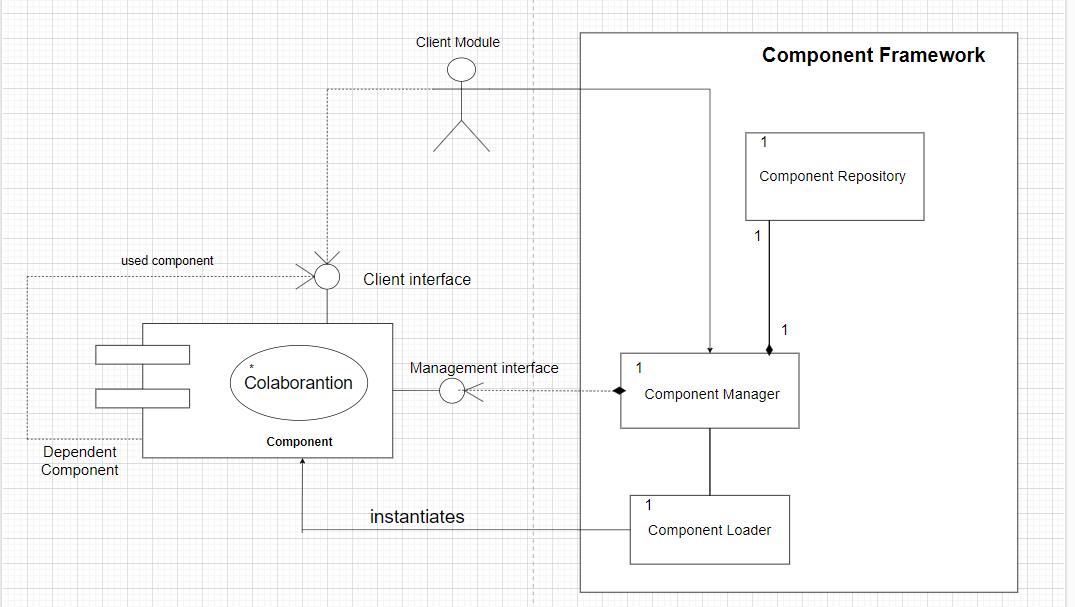 Client Module
Component Framework
1
Component Repository
1
used component
Client interface
1
Management interface
1
Component Manager
*
Colaborantion
Component
Dependent
Component
1
instantiates
Component Loader